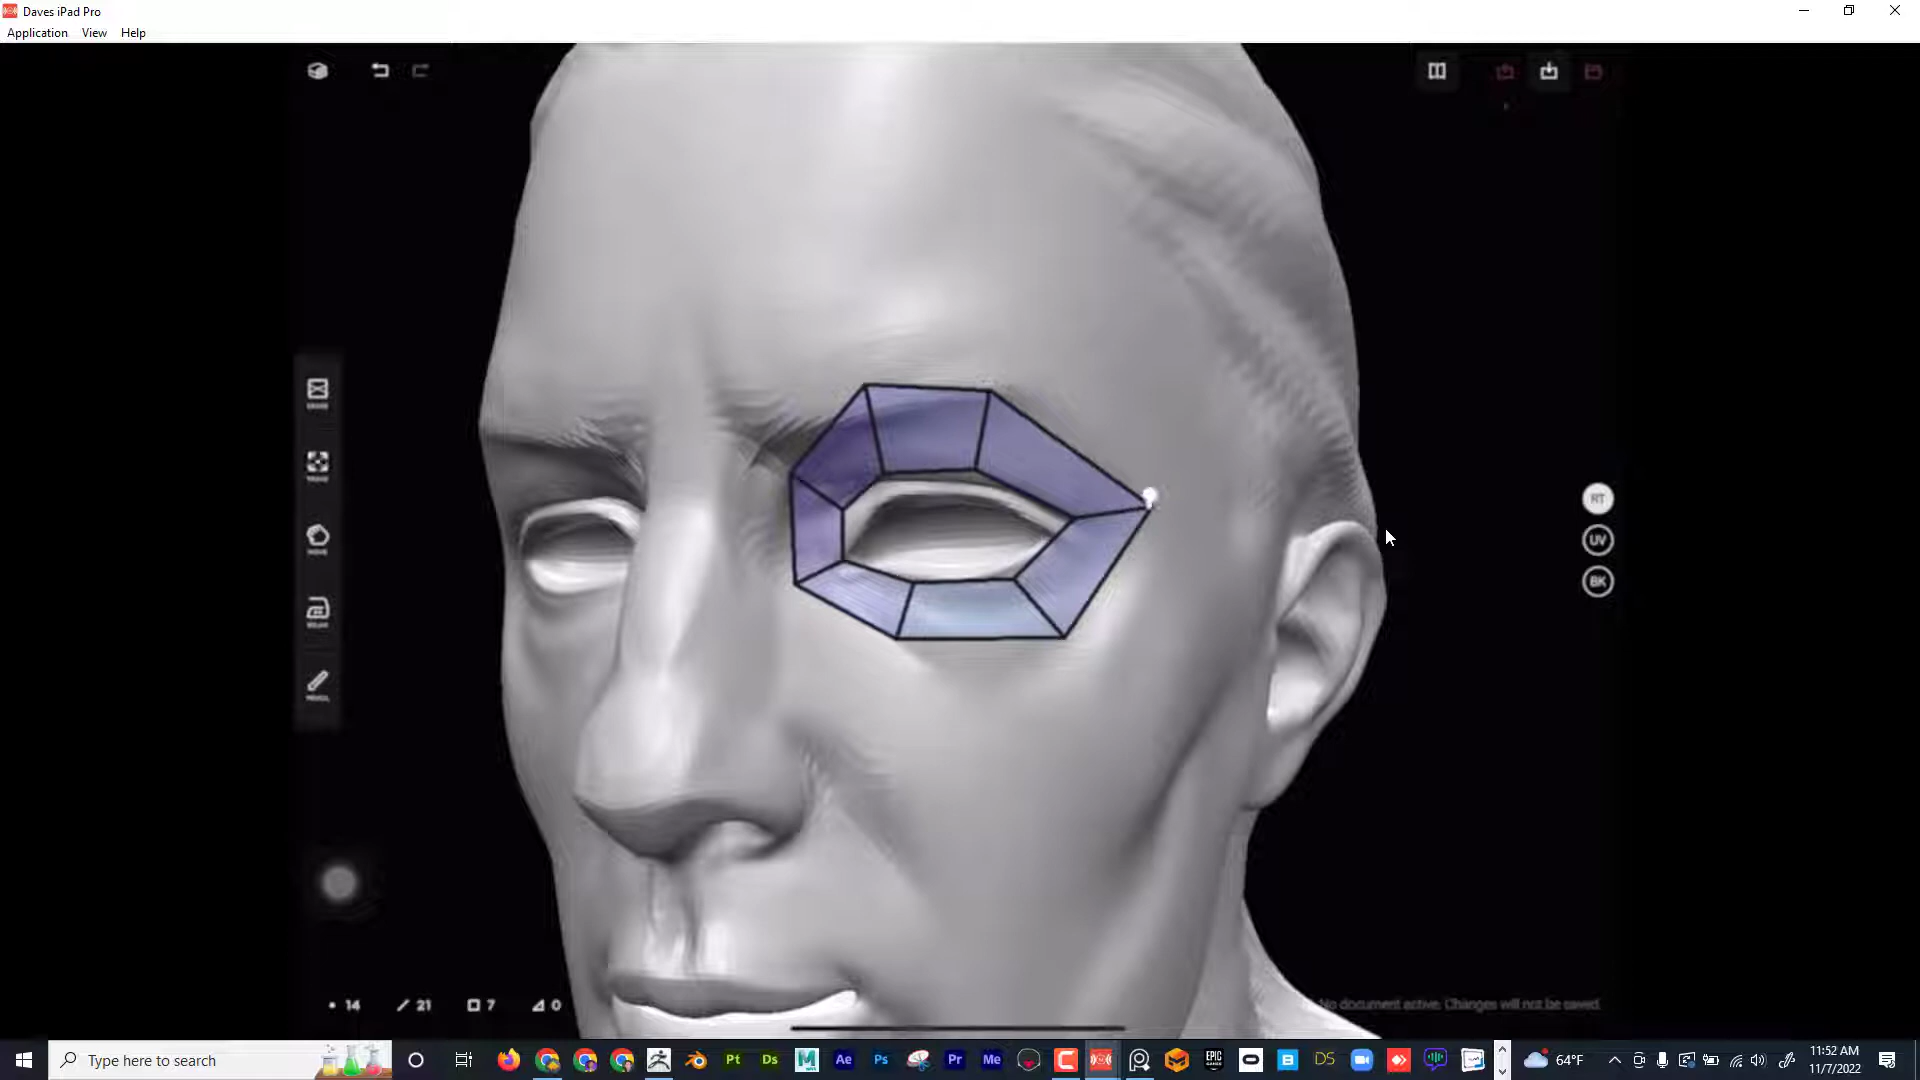 Daves iPad Pro
Application View Help
RT
UV
BK
14 21 7 0
No document active. Changes will not be saved.
Type here to search
Pt Ds Ae Ps Pr Me EPIC GAMES B DS
64°F
11:52 AM
11/7/2022